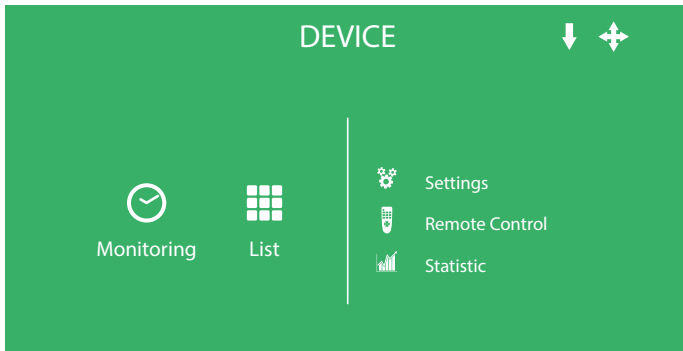 DEVICE
Monitoring
List
Settings
Remote Control
Statistic